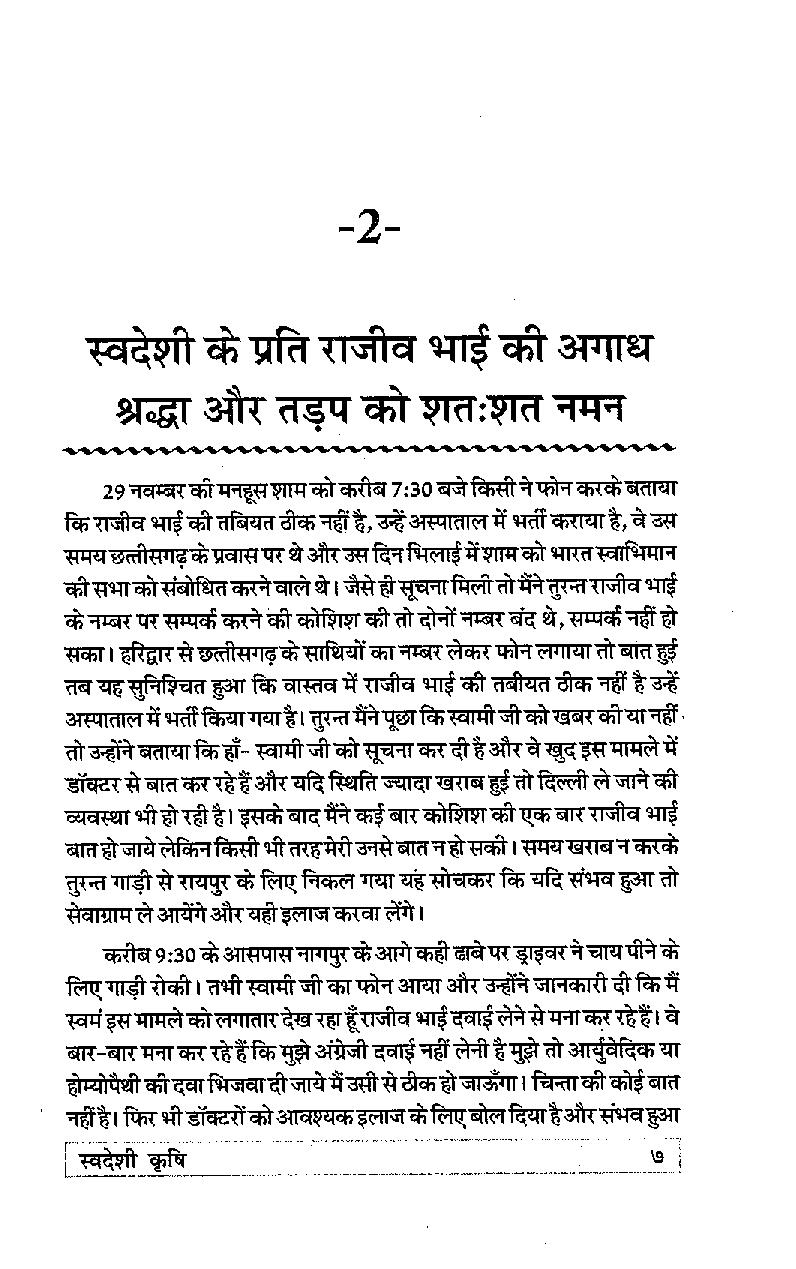 -2-
स्वदेशी के प्रति राजीव भाई की अगाध
श्रद्धा और तड़प को शतःशत नमन
29 नवम्बर की मनहूस शाम को करीब 7:30 बजे किसी ने फोन करके बताया
कि राजीव भाई की तबियत ठीक नहीं है, उन्हें अस्पाताल में भर्ती कराया है, वे उस
समय छत्तीसगढ़ के प्रवास पर थे और उस दिन भिलाई में शाम को भारत स्वाभिमान
की सभा को संबोधित करने वाले थे। जैसे ही सूचना मिली तो मैंने तुरन्त राजीव भाई
के नम्बर पर सम्पर्क करने की कोशिश की तो दोनों नम्बर बंद थे, सम्पर्क नहीं हो
सका। हरिद्वार से छत्तीसगढ़ के साथियों का नम्बर लेकर फोन लगाया तो बात हुई
तब यह सुनिश्चित हुआ कि वास्तव में राजीव भाई की तबीयत ठीक नहीं है उन्हें
अस्पाताल में भर्ती किया गया है। तुरन्त मैंने पूछा कि स्वामी जी को खबर की या नहीं
तो उन्होंने बताया कि हाँ- स्वामी जी को सूचना कर दी है और वे खुद इस मामले में
डॉक्टर से बात कर रहे हैं और यदि स्थिति ज्यादा खराब हुई तो दिल्ली ले जाने की
व्यवस्था भी हो रही है। इसके बाद मैंने कई बार कोशिश की एक बार राजीव भाई
बात हो जाये लेकिन किसी भी तरह मेरी उनसे बात न हो सकी। समय खराब न करके
तुरन्त गाड़ी से रायपुर के लिए निकल गया यह सोचकर कि यदि संभव हुआ तो
सेवाग्राम ले आयेंगे और यही इलाज करवा लेंगे।
करीब 9:30 के आसपास नागपुर के आगे कही ढाबे पर ड्राइवर ने चाय पीने के
लिए गाड़ी रोकी। तभी स्वामी जी का फोन आया और उन्होंने जानकारी दी कि मैं
स्वमं इस मामले को लगातार देख रहा हूँ राजीव भाई दवाई लेने से मना कर रहे हैं। वे
बार-बार मना कर रहे हैं कि मुझे अंग्रेजी दवाई नहीं लेनी है मुझे तो आर्युवेदिक या
होम्योपैथी की दवा भिजवा दी जाये मैं उसी से ठीक हो जाऊँगा। चिन्ता की कोई बात
नहीं है। फिर भी डॉक्टरों को आवश्यक इलाज के लिए बोल दिया है और संभव हुआ
स्वदेशी कृषि ७